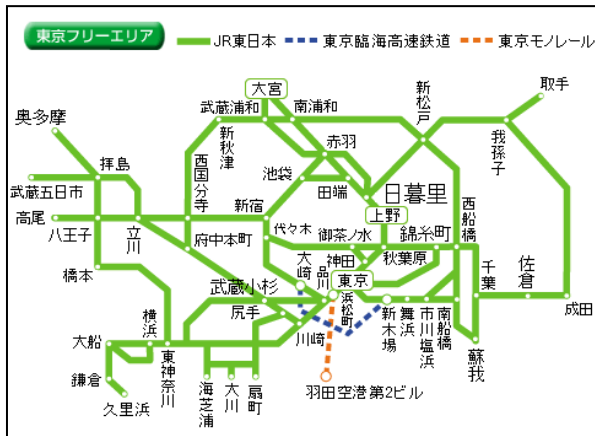 東京フリーエリア
JR東日本
東京臨海高速鉄道
東京モノレール
大宮
取手
新松戸
武蔵浦和
南浦和
奥多摩
新秋津
赤羽
我孫子
拝島
西国分寺
池袋
田端
日暮里
武蔵五日市
西船橋
高尾
新宿
上野
八王子
立川
府中本町
代々木
御茶ノ水
錦糸町
神田
秋葉原
千葉
佐倉
成田
橋本
大崎
品川
東京
武蔵小杉
浜松町
尻手
横浜
新木場
舞浜
市川塩浜
南船橋
川崎
蘇我
大船
東神奈川
鎌倉
海芝浦
大川
扇町
久里浜
羽田空港第2ビル